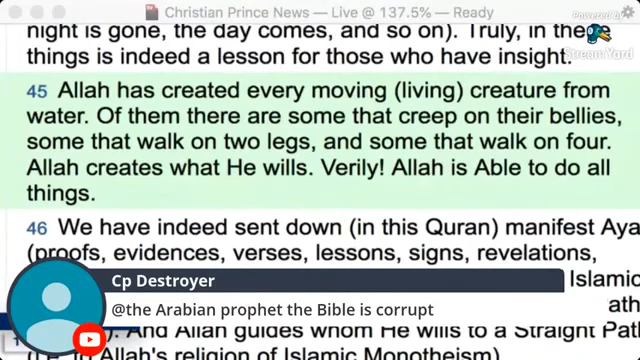 Christian Prince News — Live @ 137.5% — Ready
Powered by
StreamYard
night is gone, the day comes, and so on). Truly, in these
things is indeed a lesson for those who have insight.
45 Allah has created every moving (living) creature from
water. Of them there are some that creep on their bellies,
some that walk on two legs, and some that walk on four.
Allah creates what He wills. Verily! Allah is Able to do all
things.
46 We have indeed sent down (in this Quran) manifest Aya
(proofs, evidences, verses, lessons, signs, revelations,
Islamic
Cp Destroyer
@the Arabian prophet the Bible is corrupt
ath
And Allah guides whom He wills to a Straight Pat
to Allah's religion of Islamic Monotheism).